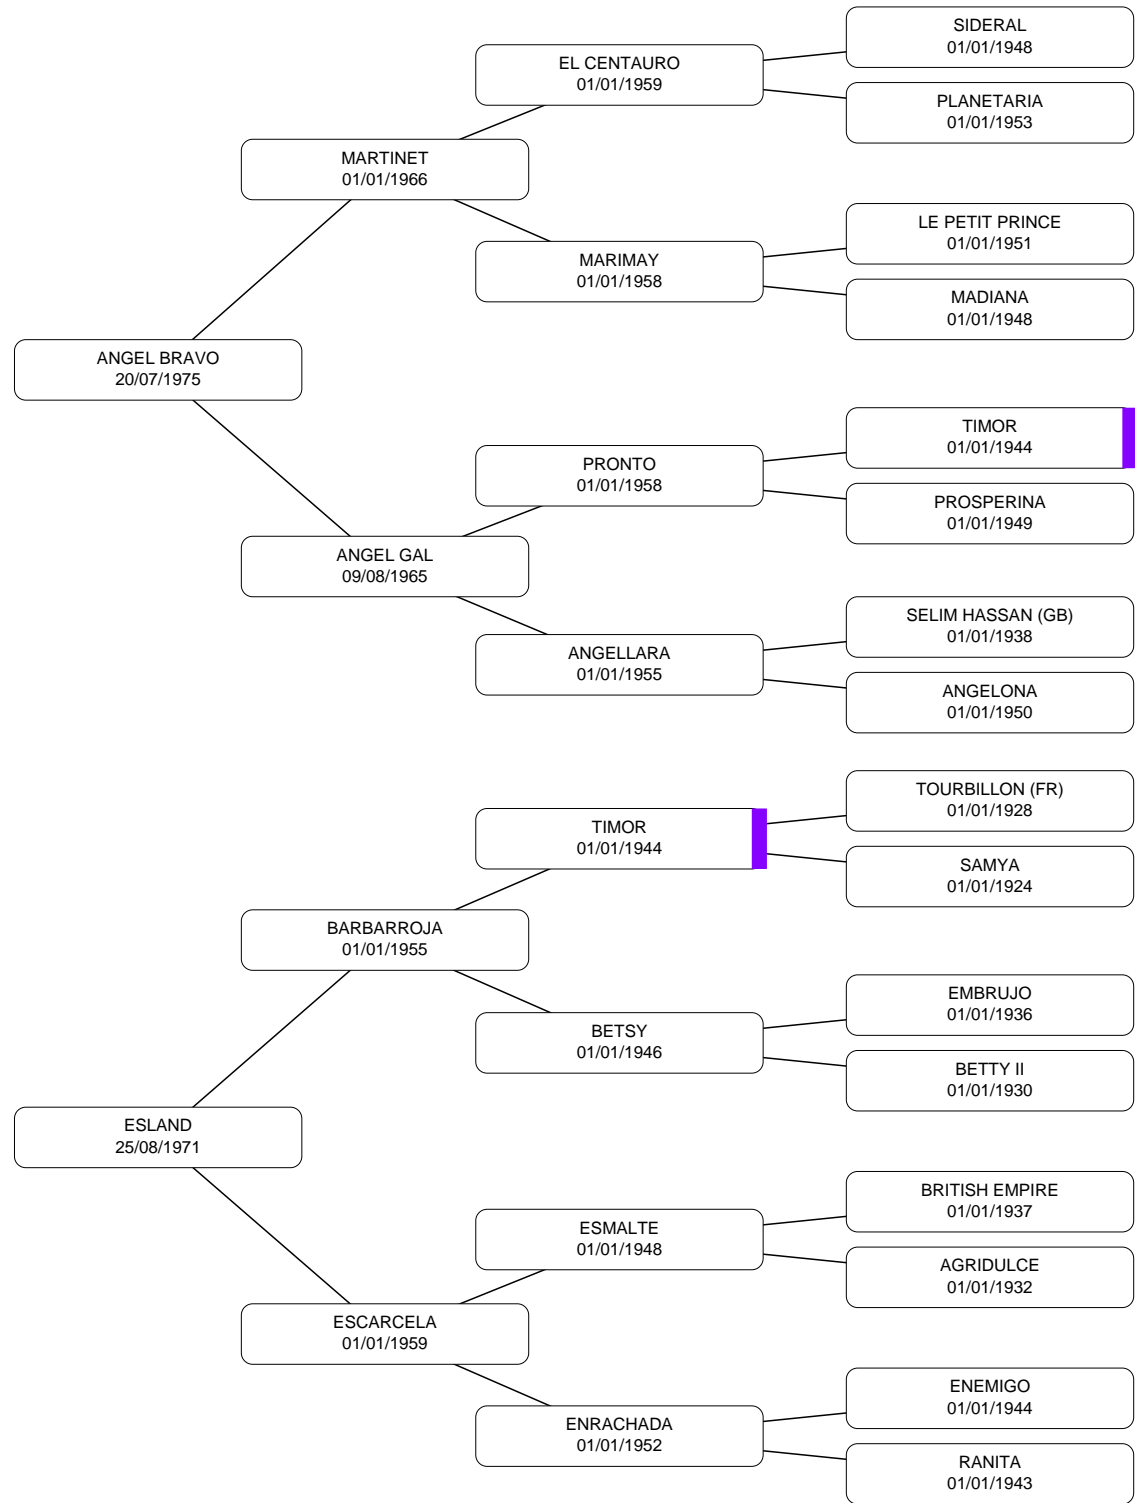 SIDERAL
01/01/1948
EL CENTAURO
01/01/1959
PLANETARIA
01/01/1953
MARTINET
01/01/1966
LE PETIT PRINCE
01/01/1951
MARIMAY
01/01/1958
MADIANA
01/01/1948
ANGEL BRAVO
20/07/1975
TIMOR
01/01/1944
PRONTO
01/01/1958
PROSPERINA
01/01/1949
ANGEL GAL
09/08/1965
SELIM HASSAN (GB)
01/01/1938
ANGELLARA
01/01/1955
ANGELONA
01/01/1950
TOURBILLON (FR)
01/01/1928
TIMOR
01/01/1944
SAMYA
01/01/1924
BARBARROJA
01/01/1955
EMBRUJO
01/01/1936
BETSY
01/01/1946
BETTY II
01/01/1930
ESLAND
25/08/1971
BRITISH EMPIRE
01/01/1937
ESMALTE
01/01/1948
AGRIDULCE
01/01/1932
ESCARCELA
01/01/1959
ENEMIGO
01/01/1944
ENRACHADA
01/01/1952
RANITA
01/01/1943